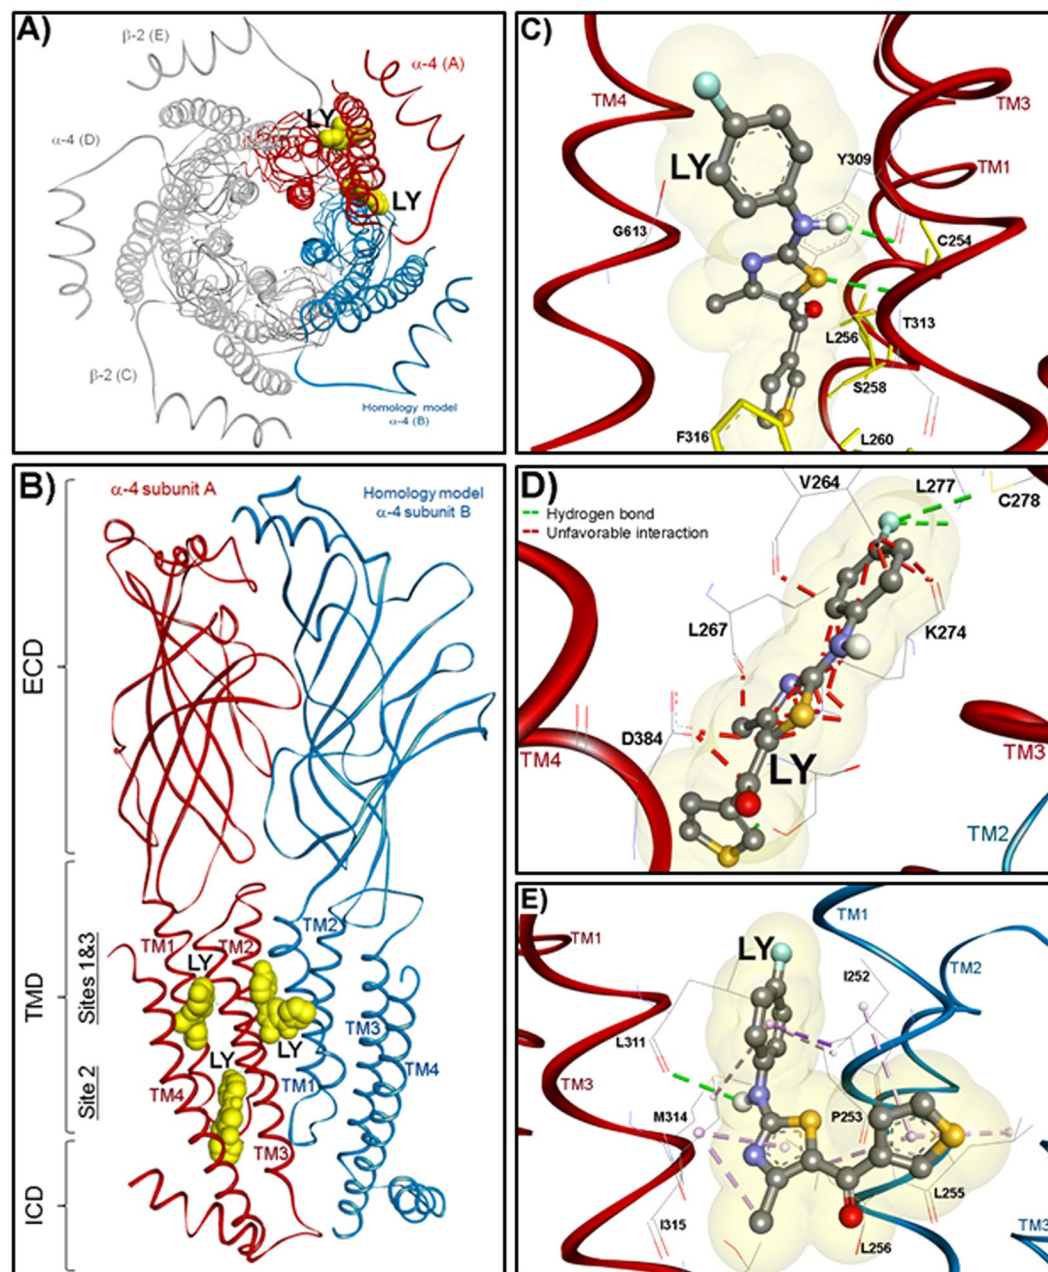 A)
β-2 (E)
α-4 (A)
LY
α-4 (D)
LY
β-2 (C)
Homology model
α-4 (B)
B)
α-4 subunit A
Homology model
α-4 subunit B
ECD
TMD
Sites 1&3
Site 2
ICD
TM1
TM2
TM2
LY
LY
TM3
TM4
LY
TM4
TM1
TM3
C)
TM4
TM3
LY
Y309
TM1
G613
C254
T313
L256
S258
F316
L260
D)
V264
L277
C278
Hydrogen bond
Unfavorable interaction
L267
K274
D384
TM4
LY
TM3
TM2
E)
TM1
LY
TM1
I252
TM2
L311
TM3
M314
P253
L255
I315
L256
TM3